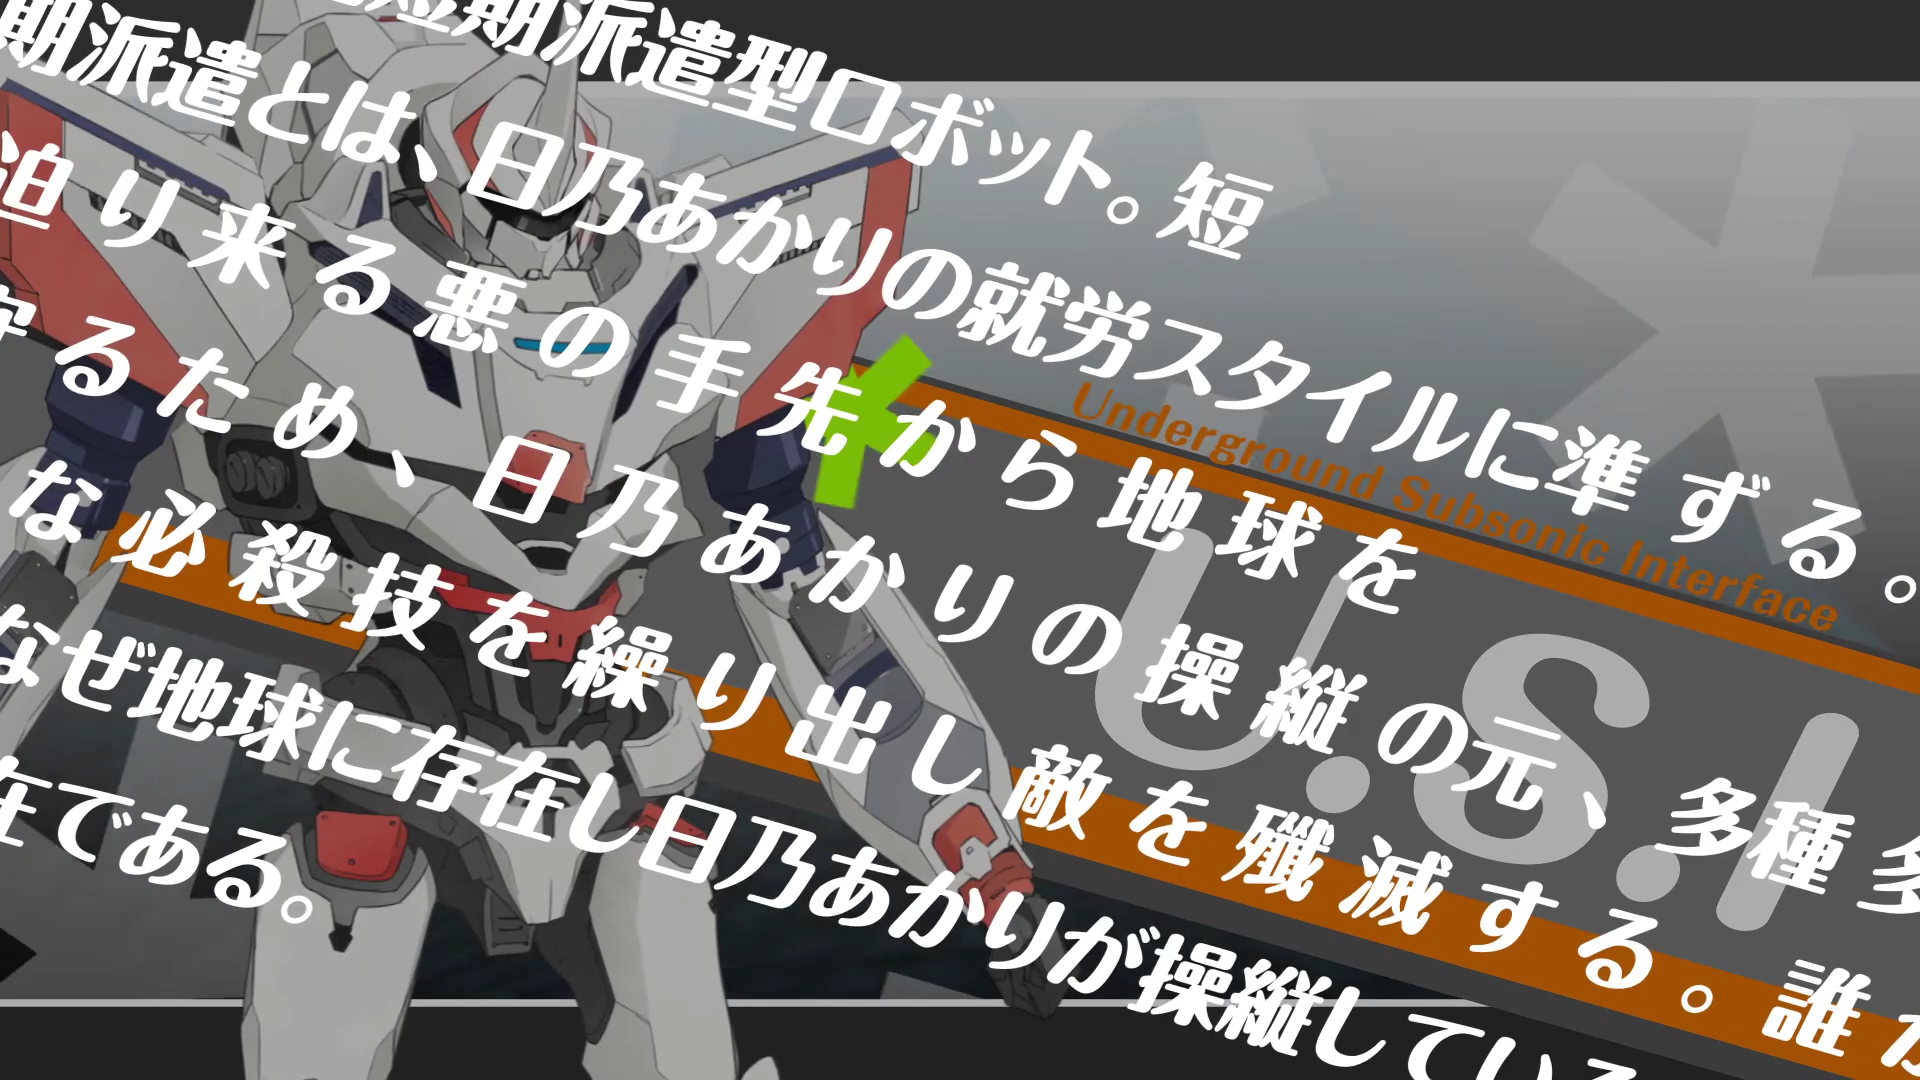 短期派遣型ロボット。短
期派遣とは、日乃あかりの就労スタイルに準ずる。
迫り来る悪の手先から地球を
守るため、日乃あかりの操縦の元、多種多
な必殺技を繰り出し敵を殲滅する。誰が
なぜ地球に存在し日乃あかりが操縦している
在である。
Underground Subsonic Interface
U.S.I